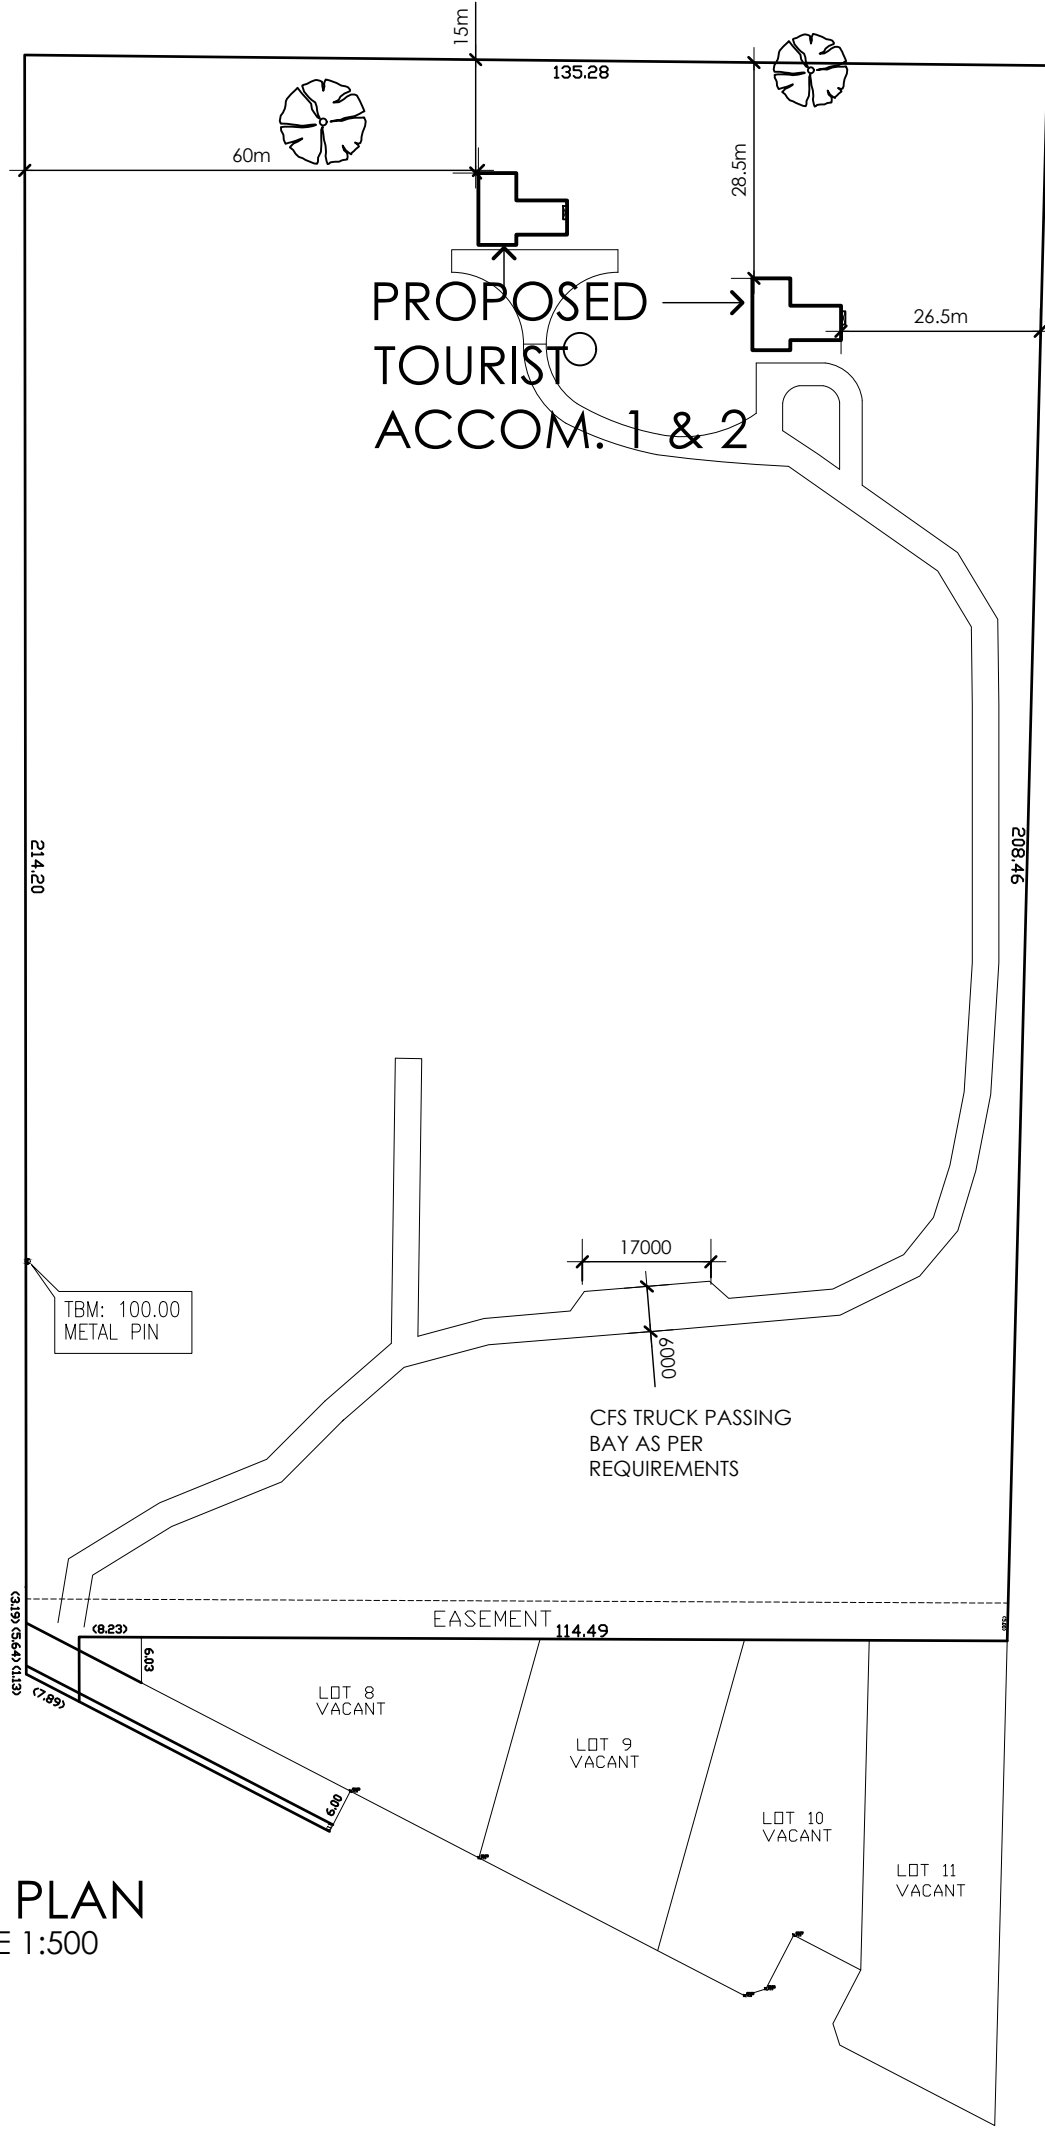 15m
135.28
60m
28.5m
PROPOSED
TOURIST
ACCOM. 1 & 2
26.5m
214.20
208.46
17000
TBM: 100.00
METAL PIN
6000
CFS TRUCK PASSING
BAY AS PER
REQUIREMENTS
(3.19)
(5.64)
(1.13)
EASEMENT
(8.23)
114.49
6.03
(7.89)
LOT 8
VACANT
LOT 9
VACANT
6.00
LOT 10
VACANT
LOT 11
VACANT
PLAN
E 1:500